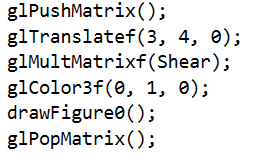 glPushMatrix();
glTranslatef(3, 4, 0);
glMultMatrixf(Shear);
glColor3f(0, 1, 0);
drawFigure0();
glPopMatrix();